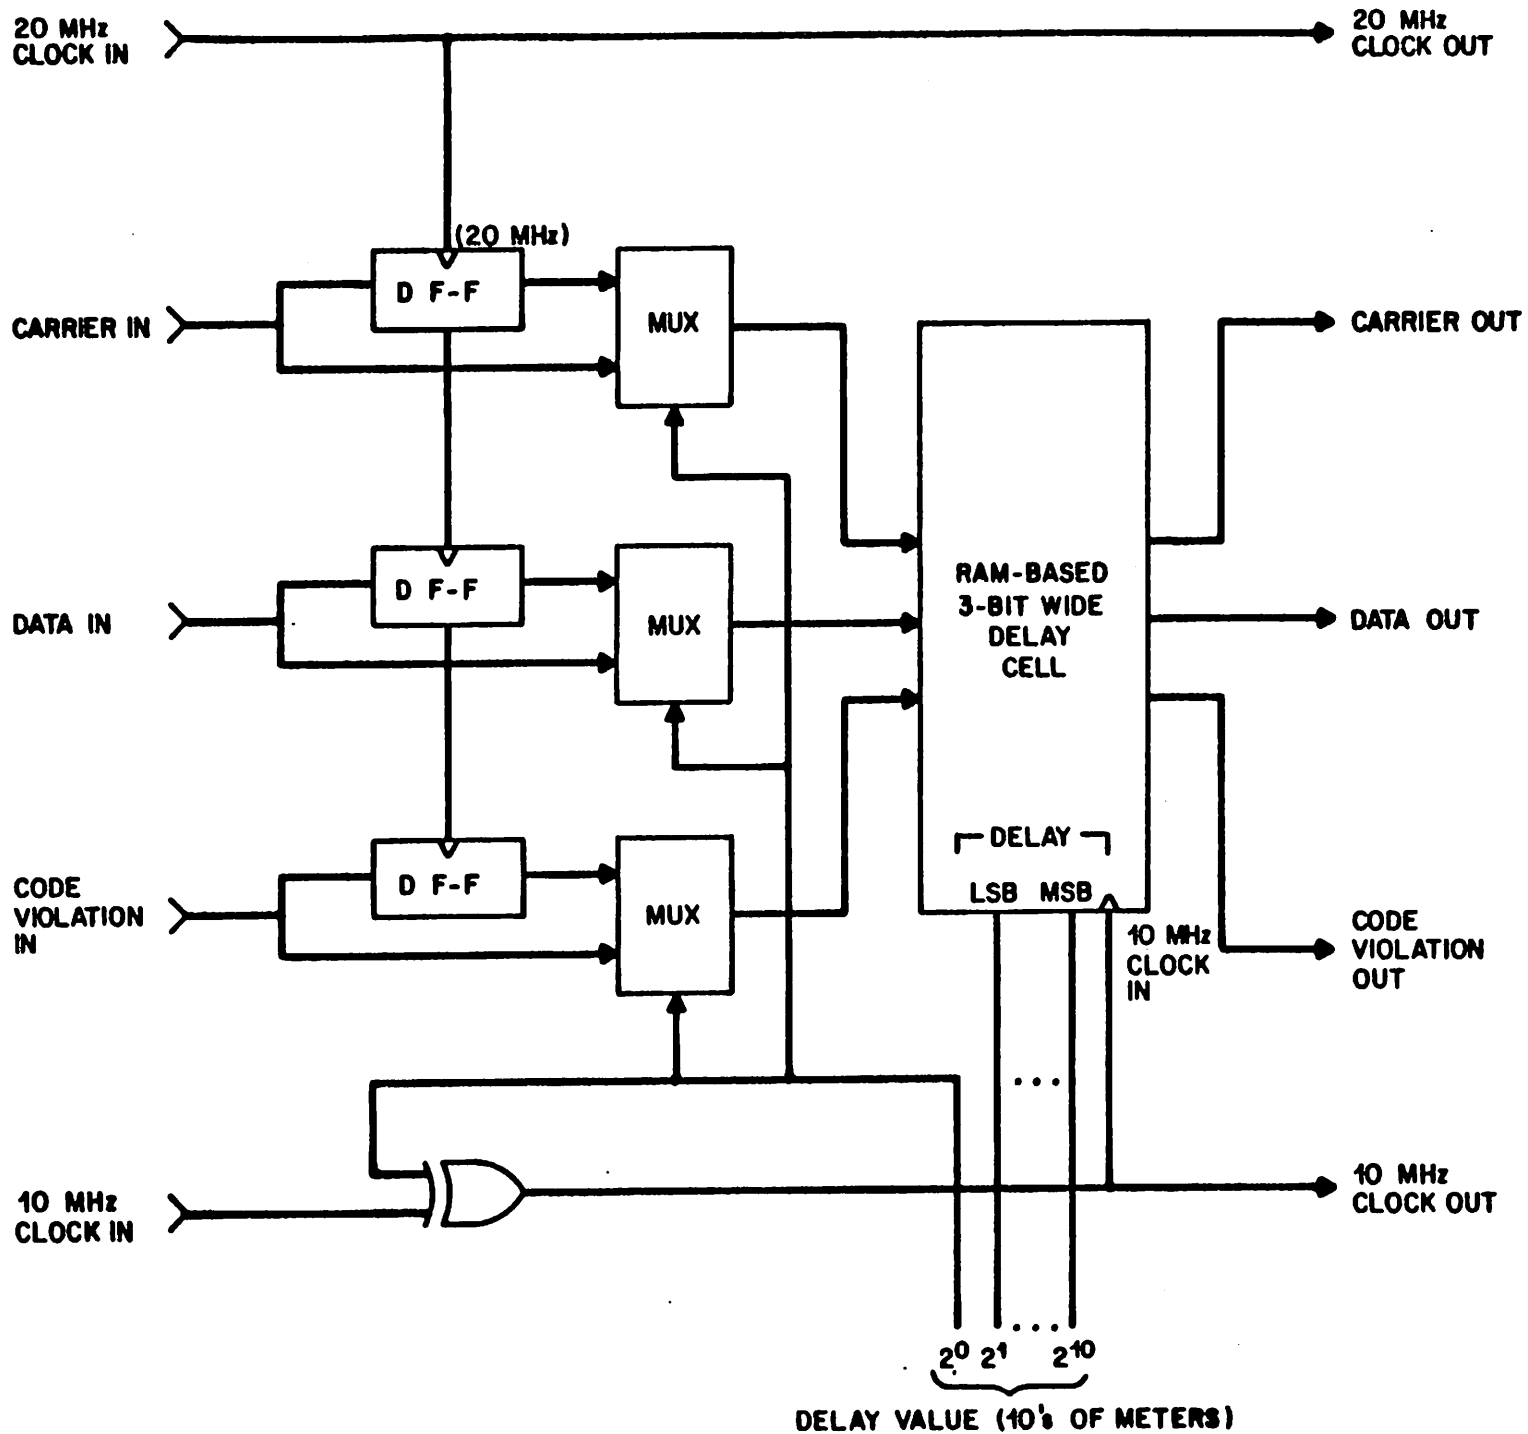 20 MHz
CLOCK IN
20 MHz
CLOCK OUT
(20 MHz)
D F-F
MUX
CARRIER IN
CARRIER OUT
D F-F
MUX
DATA IN
RAM-BASED
3-BIT WIDE
DELAY
CELL
DATA OUT
DELAY
LSB MSB
D F-F
MUX
CODE
VIOLATION
IN
10 MHz
CLOCK
IN
CODE
VIOLATION
OUT
...
10 MHz
CLOCK IN
10 MHz
CLOCK OUT
2⁰ 2¹ ... 2¹⁰
DELAY VALUE (10's OF METERS)